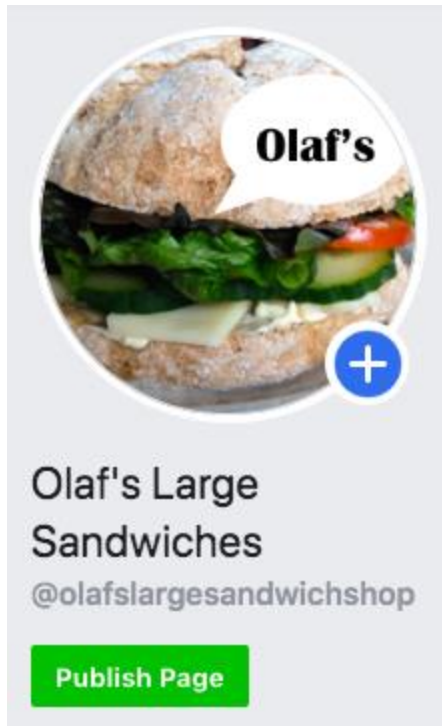 Olaf's
Olaf's Large
Sandwiches
@olafslargesandwichshop
Publish Page